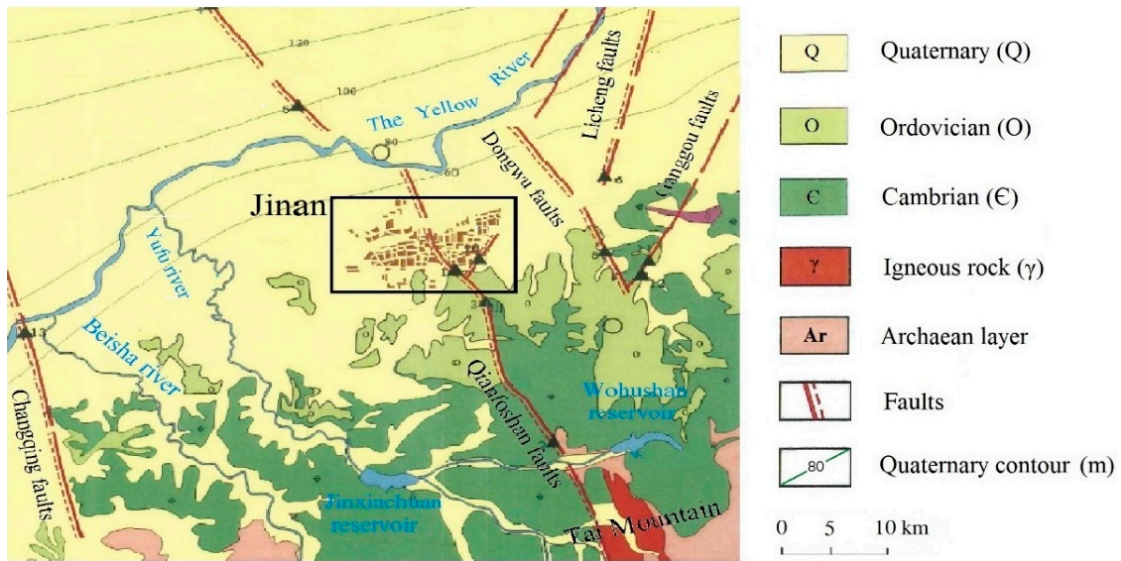 120
100
The Yellow River
80
60
Licheng faults
Dongwu faults
Ganggou faults
Jinan
Yufu river
13
Beisha river
Changqing faults
Qianfoshan faults
Wohushan
reservoir
Jinxiachuan
reservoir
Tai Mountain
Q Quaternary (Q)
O Ordovician (O)
Є Cambrian (Є)
γ Igneous rock (γ)
Ar Archaean layer
Faults
80 Quaternary contour (m)
0 5 10 km